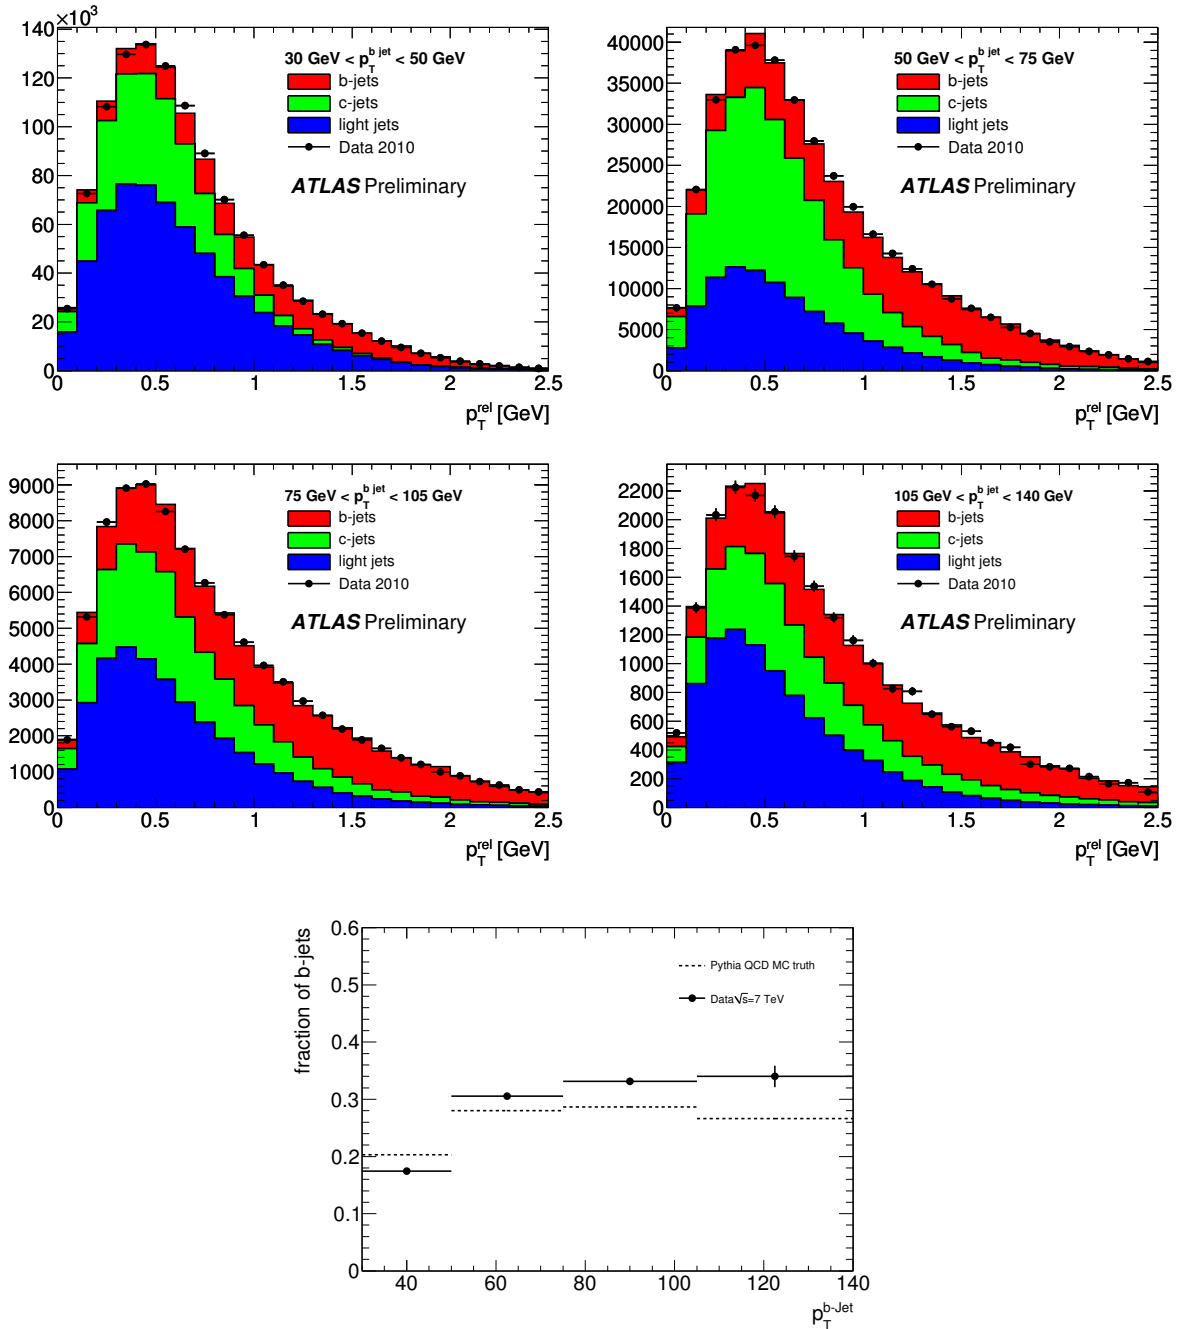 ×10³
140
120
100
80
60
40
20
0
0 0.5 1 1.5 2 2.5
p_T^rel [GeV]
30 GeV < p_T^b jet < 50 GeV
b-jets
c-jets
light jets
Data 2010
ATLAS Preliminary
40000
35000
30000
25000
20000
15000
10000
5000
0
0 0.5 1 1.5 2 2.5
p_T^rel [GeV]
50 GeV < p_T^b jet < 75 GeV
b-jets
c-jets
light jets
Data 2010
ATLAS Preliminary
9000
8000
7000
6000
5000
4000
3000
2000
1000
0
0 0.5 1 1.5 2 2.5
p_T^rel [GeV]
75 GeV < p_T^b jet < 105 GeV
b-jets
c-jets
light jets
Data 2010
ATLAS Preliminary
2200
2000
1800
1600
1400
1200
1000
800
600
400
200
0
0 0.5 1 1.5 2 2.5
p_T^rel [GeV]
105 GeV < p_T^b jet < 140 GeV
b-jets
c-jets
light jets
Data 2010
ATLAS Preliminary
fraction of b-jets
0.6
0.5
0.4
0.3
0.2
0.1
0
Pythia QCD MC truth
Data√s=7 TeV
40 60 80 100 120 140
p_T^b-Jet